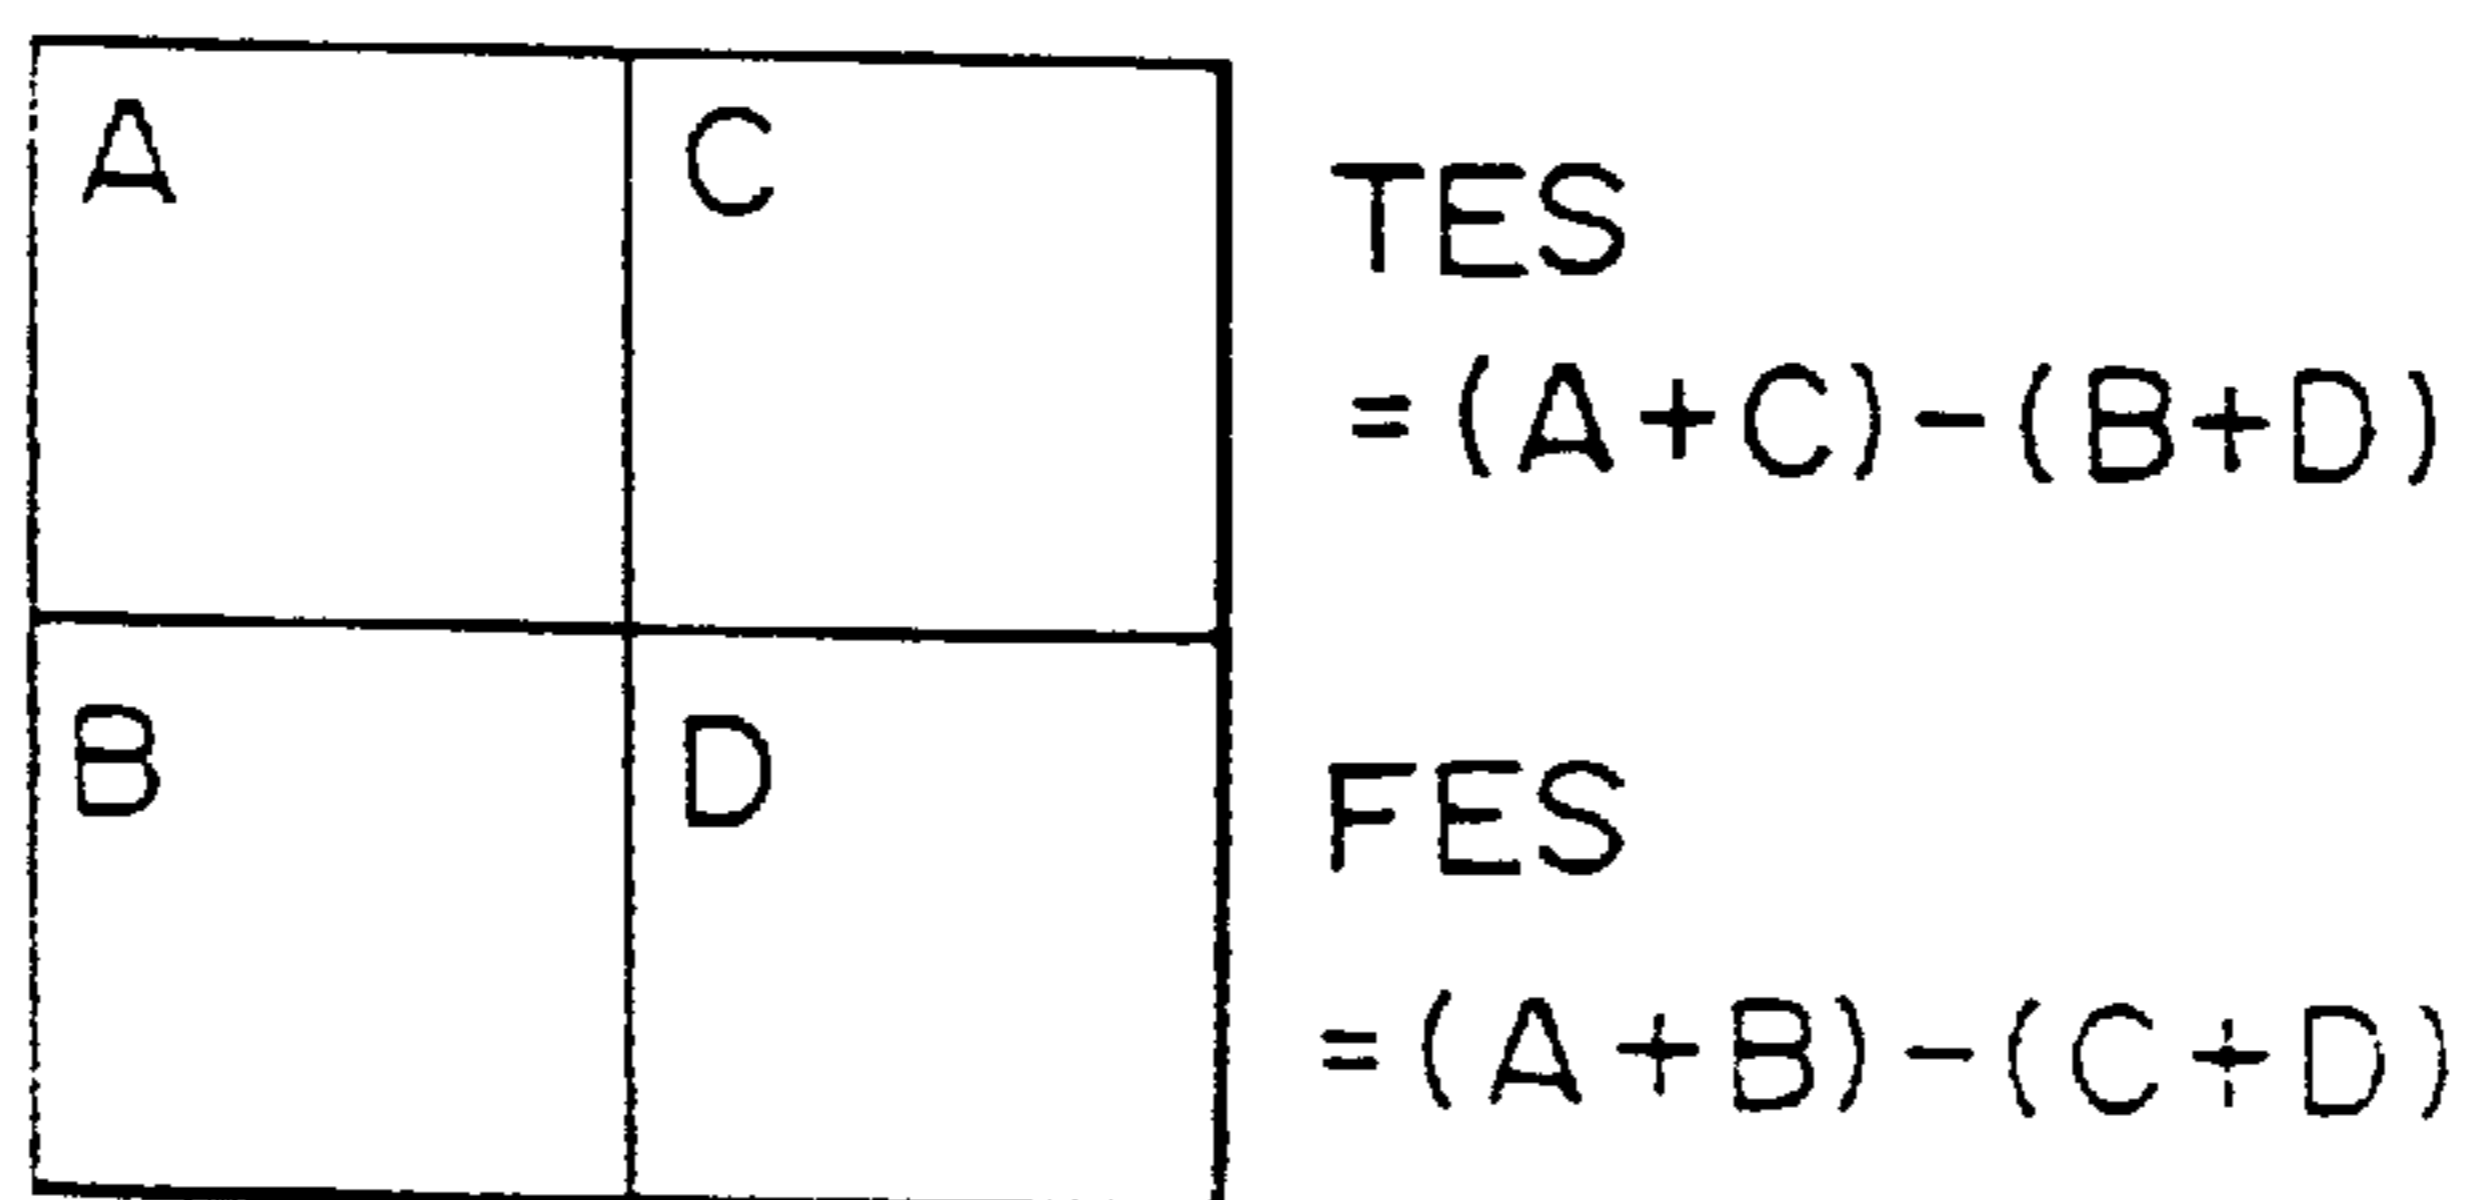 A
C
B
D
TES
=(A+C)-(B+D)
FES
=(A+B)-(C+D)